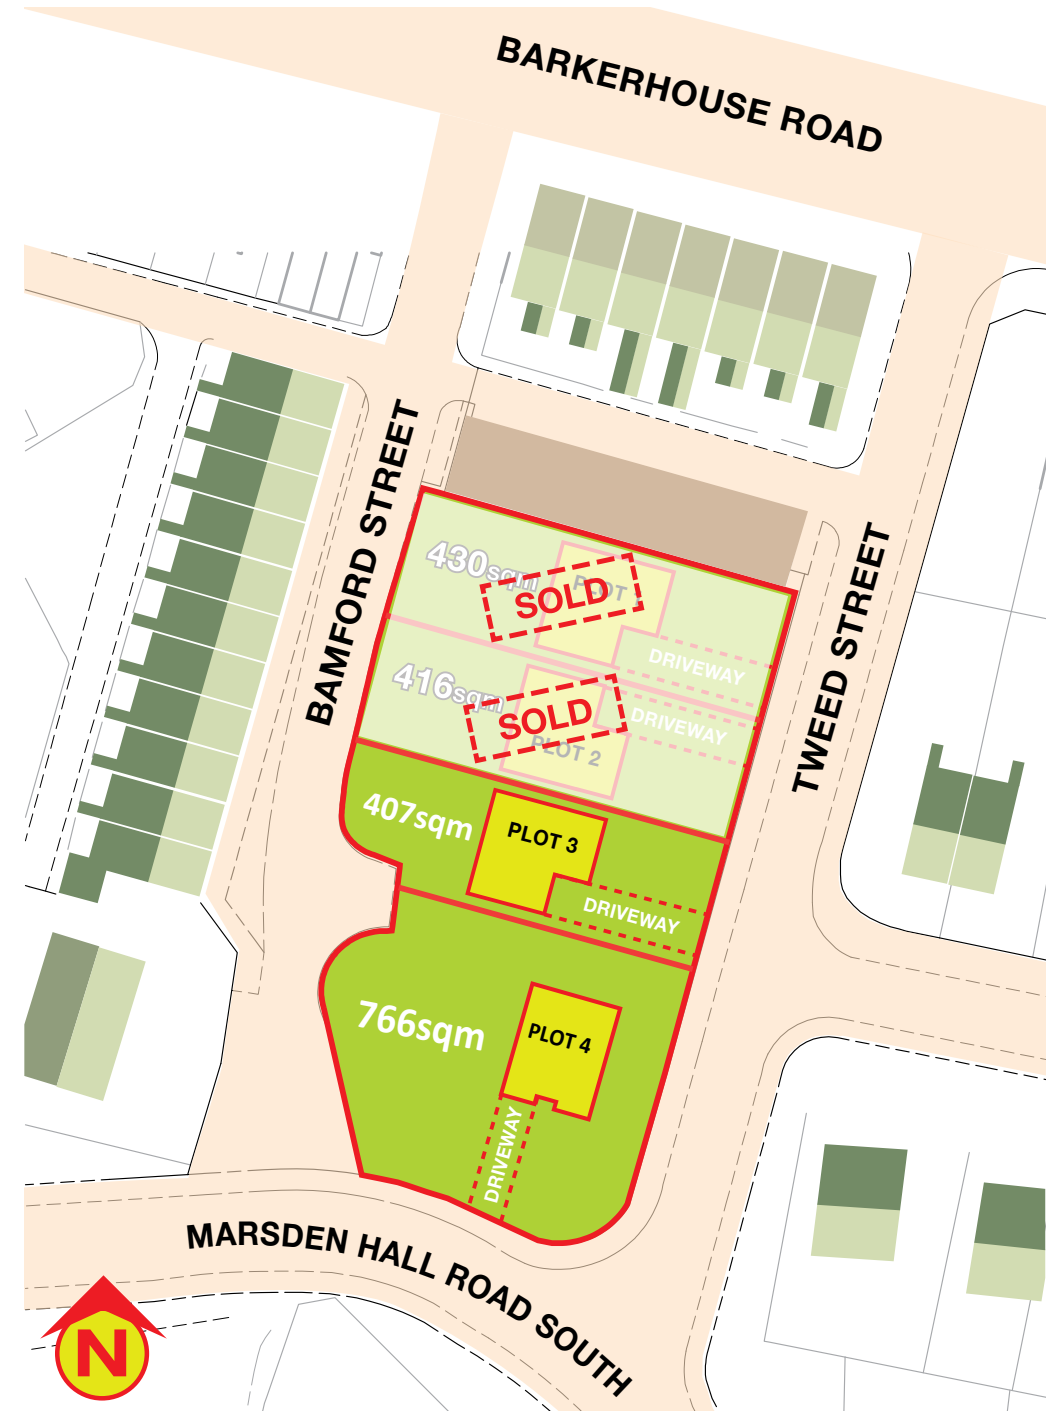 BARKERHOUSE ROAD
BAMFORD STREET
TWEED STREET
430sqm
PLOT
SOLD
DRIVEWAY
416sqm
SOLD
PLOT 2
DRIVEWAY
407sqm
PLOT 3
DRIVEWAY
766sqm
PLOT 4
DRIVEWAY
MARSDEN HALL ROAD SOUTH
N